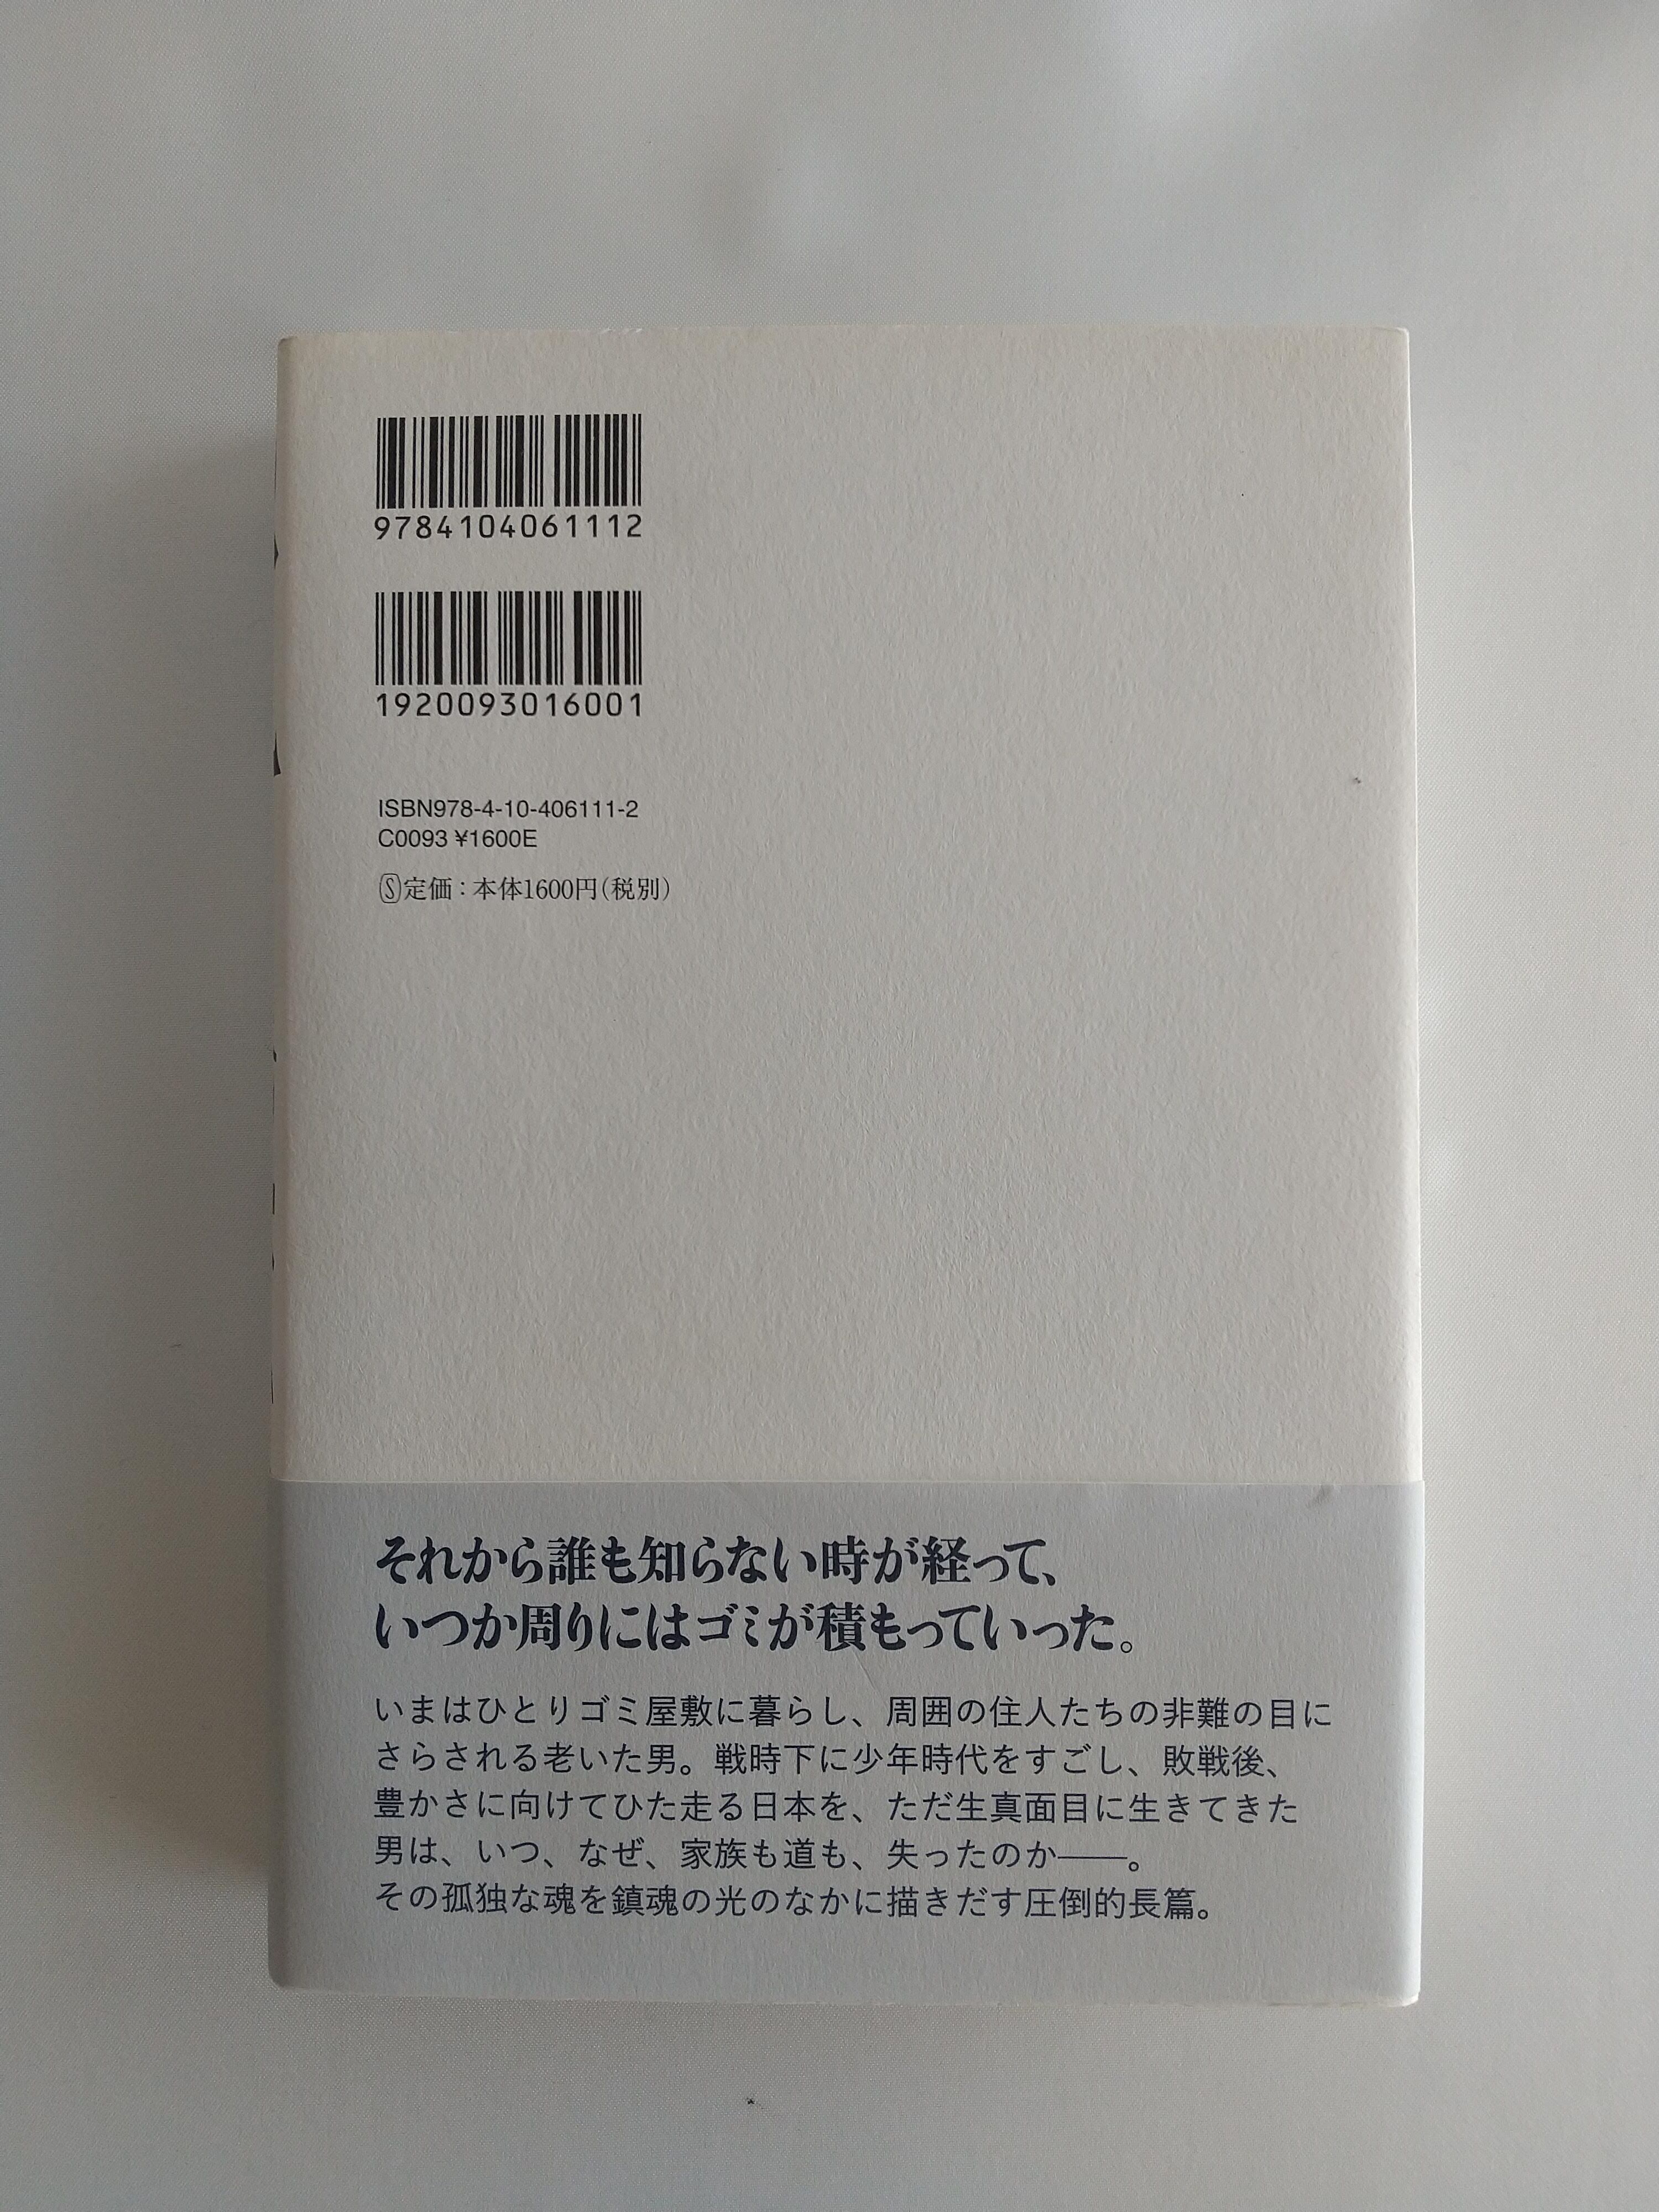 9784104061112
1920093016001
ISBN978-4-10-406111-2
C0093 ¥1600E
Ⓢ定価：本体1600円（税別）
それから誰も知らない時が経って、
いつか周りにはゴミが積もっていった。
いまはひとりゴミ屋敷に暮らし、周囲の住人たちの非難の目に
さらされる老いた男。戦時下に少年時代をすごし、敗戦後、
豊かさに向けてひた走る日本を、ただ生真面目に生きてきた
男は、いつ、なぜ、家族も道も、失ったのか――。
その孤独な魂を鎮魂の光のなかに描きだす圧倒的長篇。